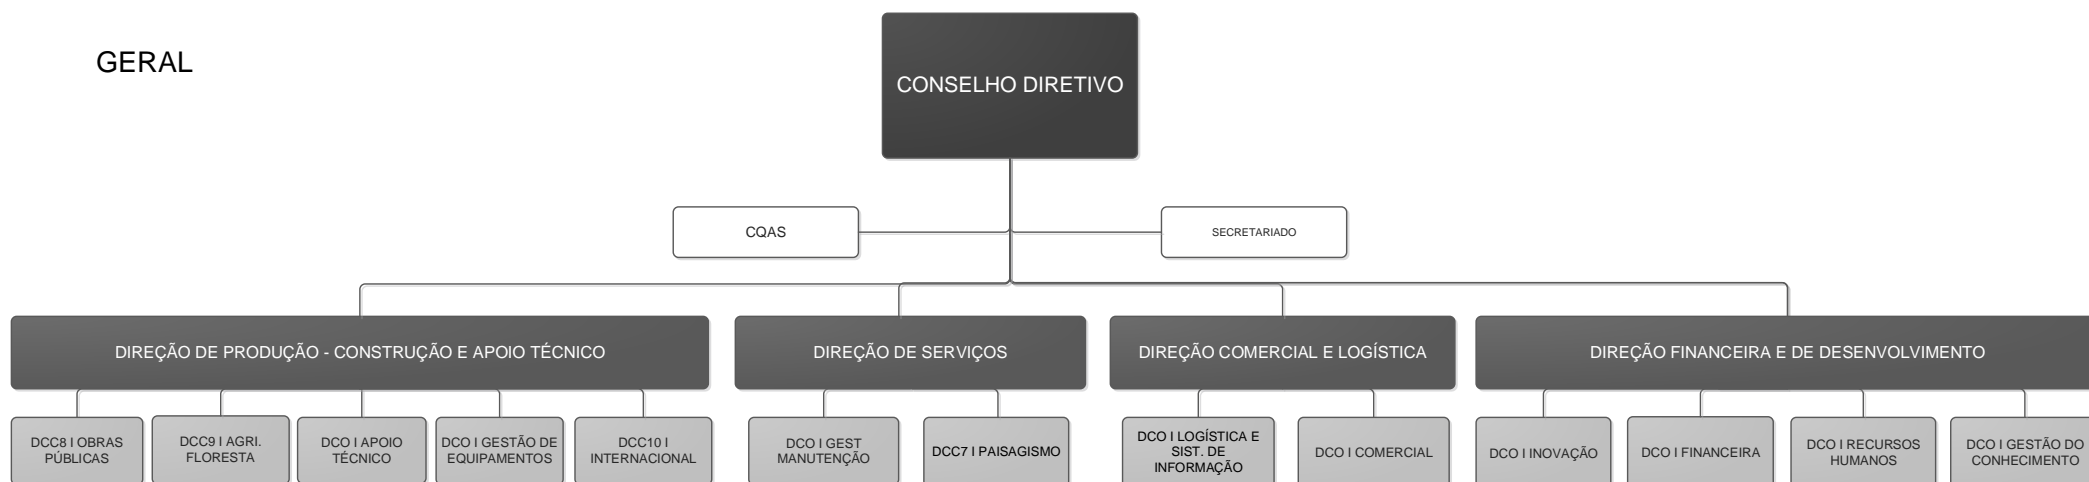 GERAL
CONSELHO DIRETIVO
CQAS
SECRETARIADO
DIREÇÃO DE PRODUÇÃO - CONSTRUÇÃO E APOIO TÉCNICO
DIREÇÃO DE SERVIÇOS
DIREÇÃO COMERCIAL E LOGÍSTICA
DIREÇÃO FINANCEIRA E DE DESENVOLVIMENTO
DCC8 I OBRAS
PÚBLICAS
DCC9 I AGRI.
FLORESTA
DCO I APOIO
TÉCNICO
DCO I GESTÃO DE
EQUIPAMENTOS
DCC10 I
INTERNACIONAL
DCO I GEST
MANUTENÇÃO
DCC7 I PAISAGISMO
DCO I LOGÍSTICA E
SIST. DE
INFORMAÇÃO
DCO I COMERCIAL
DCO I INOVAÇÃO
DCO I FINANCEIRA
DCO I RECURSOS
HUMANOS
DCO I GESTÃO DO
CONHECIMENTO